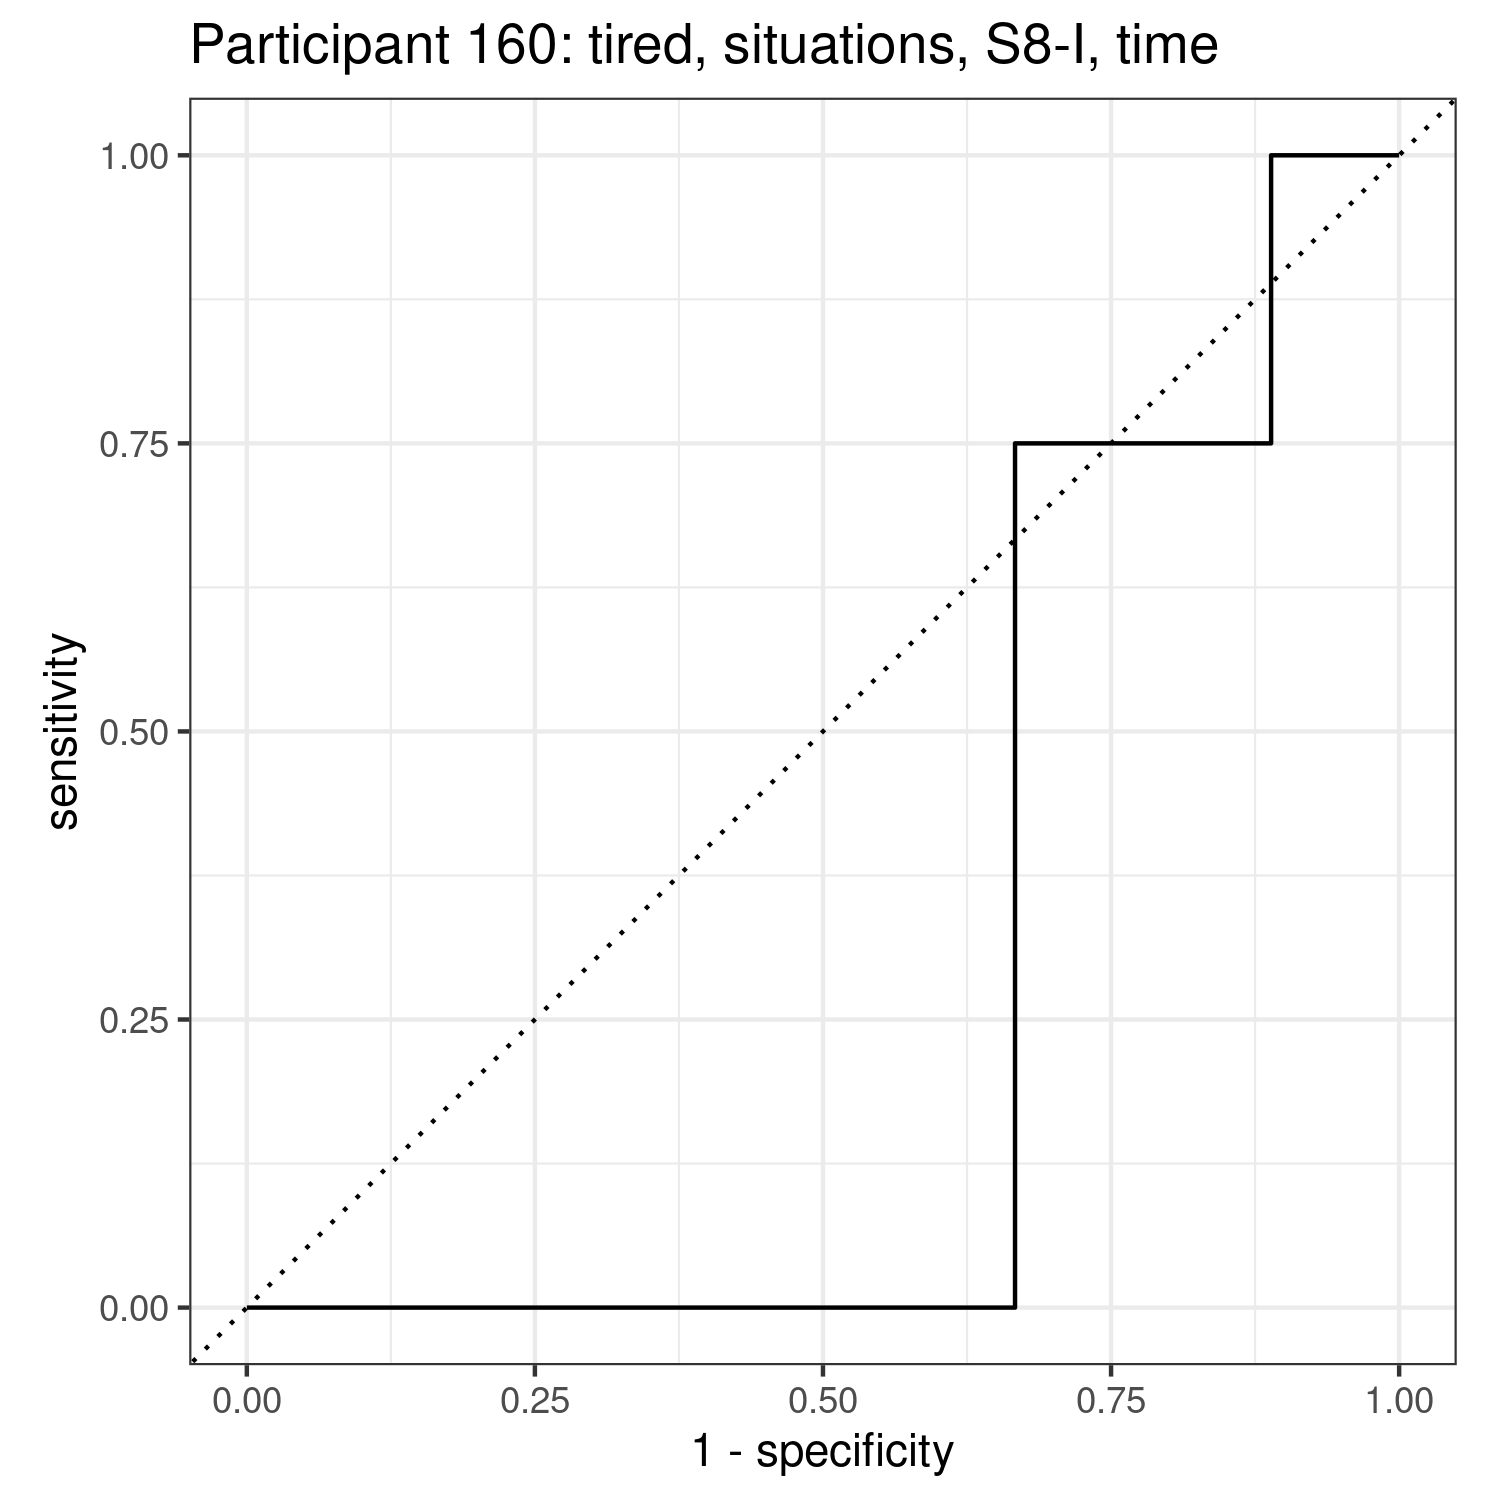 Participant 160: tired, situations, S8-I, time
1.00
0.75
0.50
0.25
0.00
sensitivity
0.00 0.25 0.50 0.75 1.00
1 - specificity